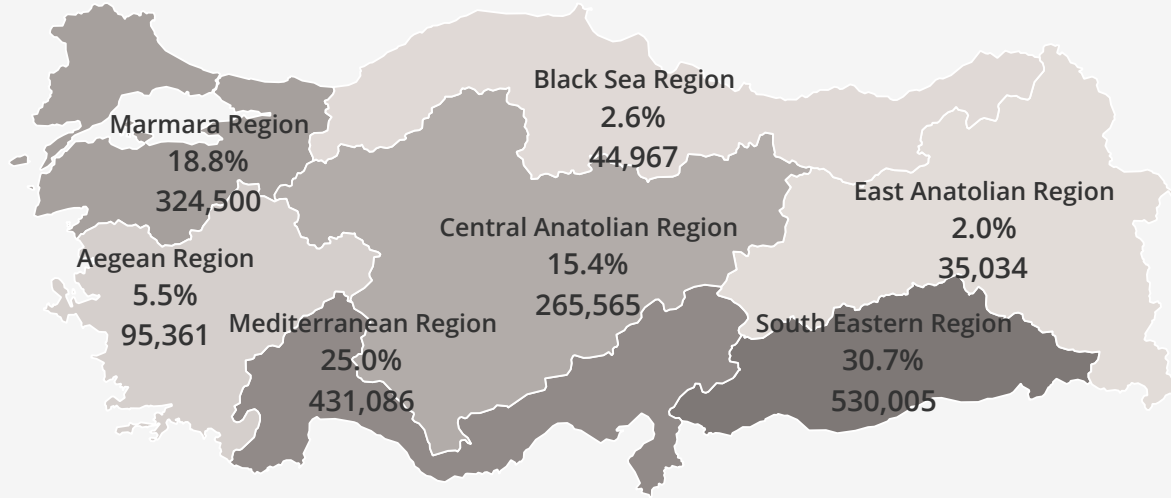 Black Sea Region
2.6%
44,967
Marmara Region
18.8%
324,500
East Anatolian Region
2.0%
35,034
Central Anatolian Region
15.4%
265,565
Aegean Region
5.5%
95,361
Mediterranean Region
25.0%
431,086
South Eastern Region
30.7%
530,005